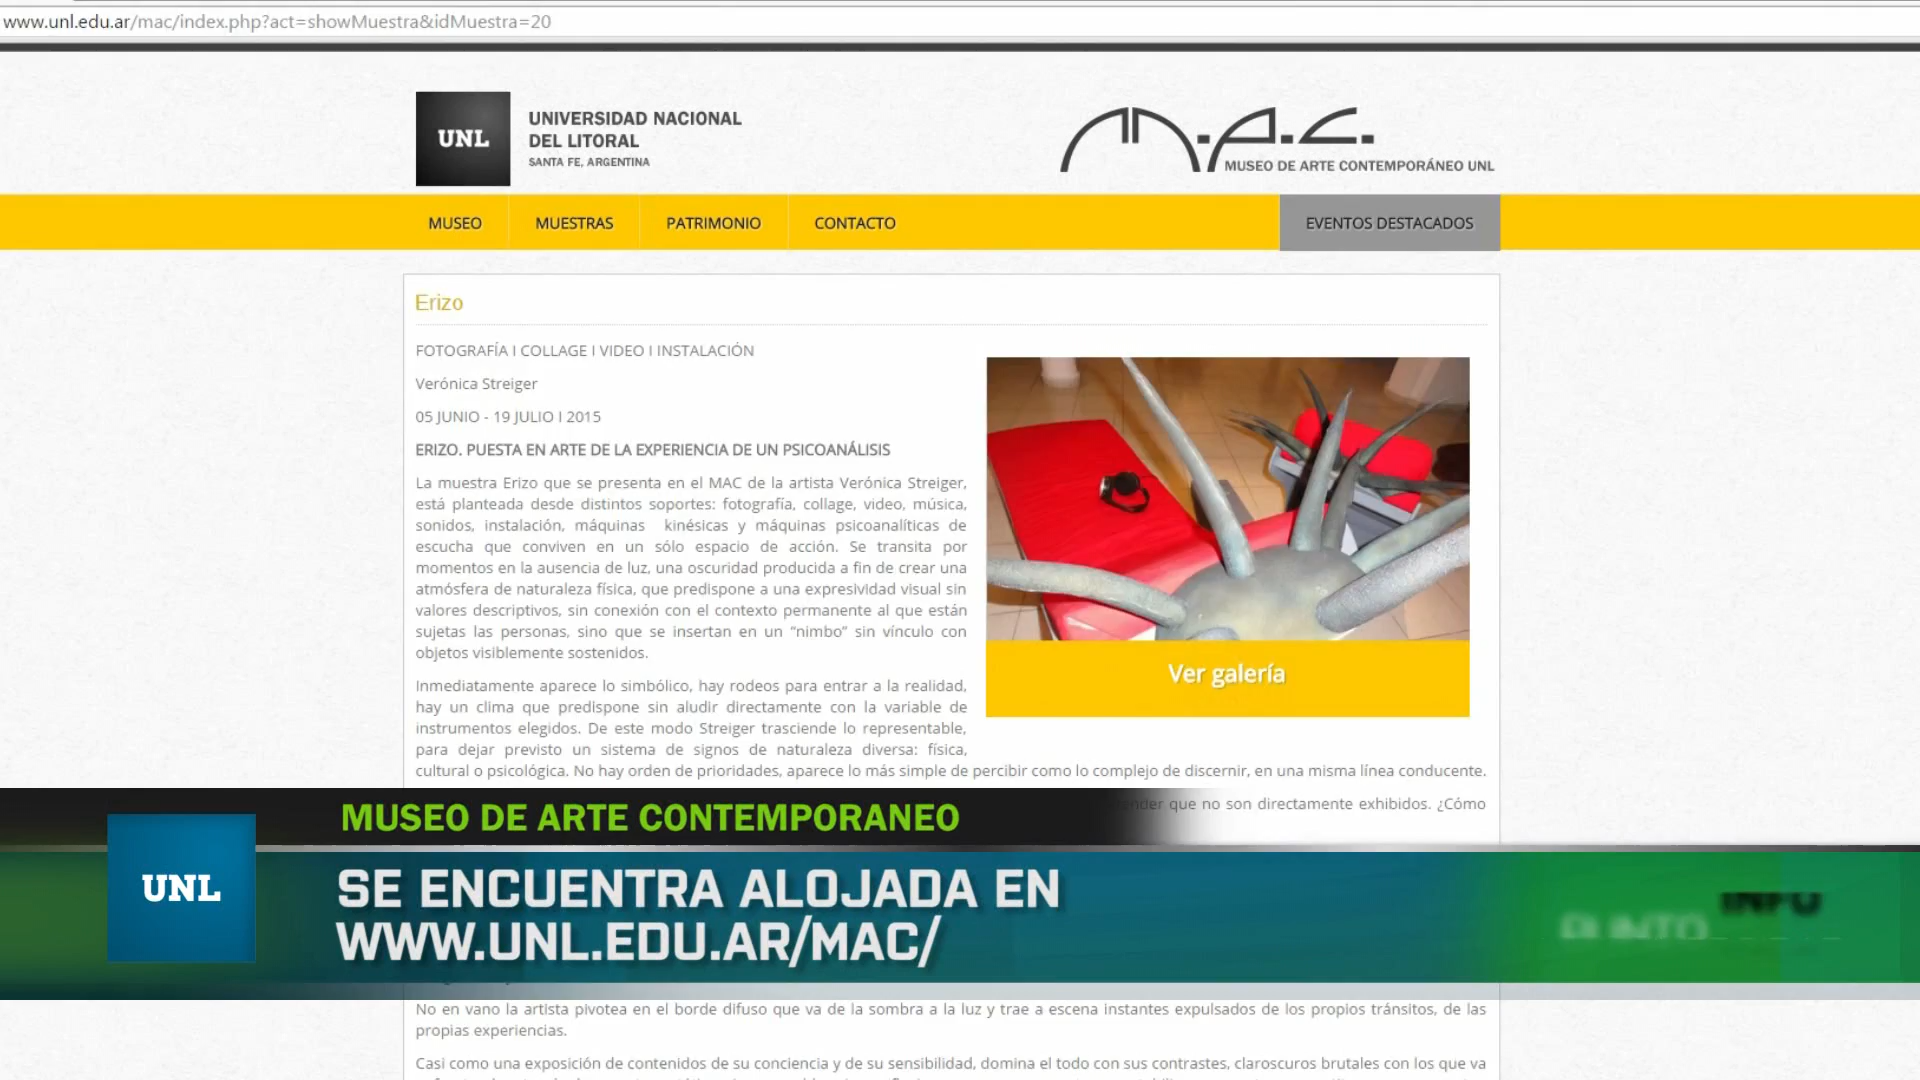 www.unl.edu.ar/mac/index.php?act=showMuestra&idMuestra=20
UNL
UNIVERSIDAD NACIONAL
DEL LITORAL
SANTA FE, ARGENTINA
M.A.C.
MUSEO DE ARTE CONTEMPORÁNEO UNL
MUSEO
MUESTRAS
PATRIMONIO
CONTACTO
EVENTOS DESTACADOS
Erizo
FOTOGRAFÍA I COLLAGE I VIDEO I INSTALACIÓN
Verónica Streiger
05 JUNIO - 19 JULIO I 2015
ERIZO. PUESTA EN ARTE DE LA EXPERIENCIA DE UN PSICOANÁLISIS
La muestra Erizo que se presenta en el MAC de la artista Verónica Streiger,
está planteada desde distintos soportes: fotografía, collage, video, música,
sonidos, instalación, máquinas kinésicas y máquinas psicoanalíticas de
escucha que conviven en un sólo espacio de acción. Se transita por
momentos en la ausencia de luz, una oscuridad producida a fin de crear una
atmósfera de naturaleza física, que predispone a una expresividad visual sin
valores descriptivos, sin conexión con el contexto permanente al que están
sujetas las personas, sino que se insertan en un “nimbo” sin vínculo con
objetos visiblemente sostenidos.
Ver galería
Inmediatamente aparece lo simbólico, hay rodeos para entrar a la realidad,
hay un clima que predispone sin aludir directamente con la variable de
instrumentos elegidos. De este modo Streiger trasciende lo representable,
para dejar previsto un sistema de signos de naturaleza diversa: física,
cultural o psicológica. No hay orden de prioridades, aparece lo más simple de percibir como lo complejo de discernir, en una misma línea conducente.
que no son directamente exhibidos. ¿Cómo
MUSEO DE ARTE CONTEMPORANEO
UNL
SE ENCUENTRA ALOJADA EN
WWW.UNL.EDU.AR/MAC/
PUNTO INFO
No en vano la artista pivotea en el borde difuso que va de la sombra a la luz y trae a escena instantes expulsados de los propios tránsitos, de las
propias experiencias.
Casi como una exposición de contenidos de su conciencia y de su sensibilidad, domina el todo con sus contrastes, claroscuros brutales con los que va